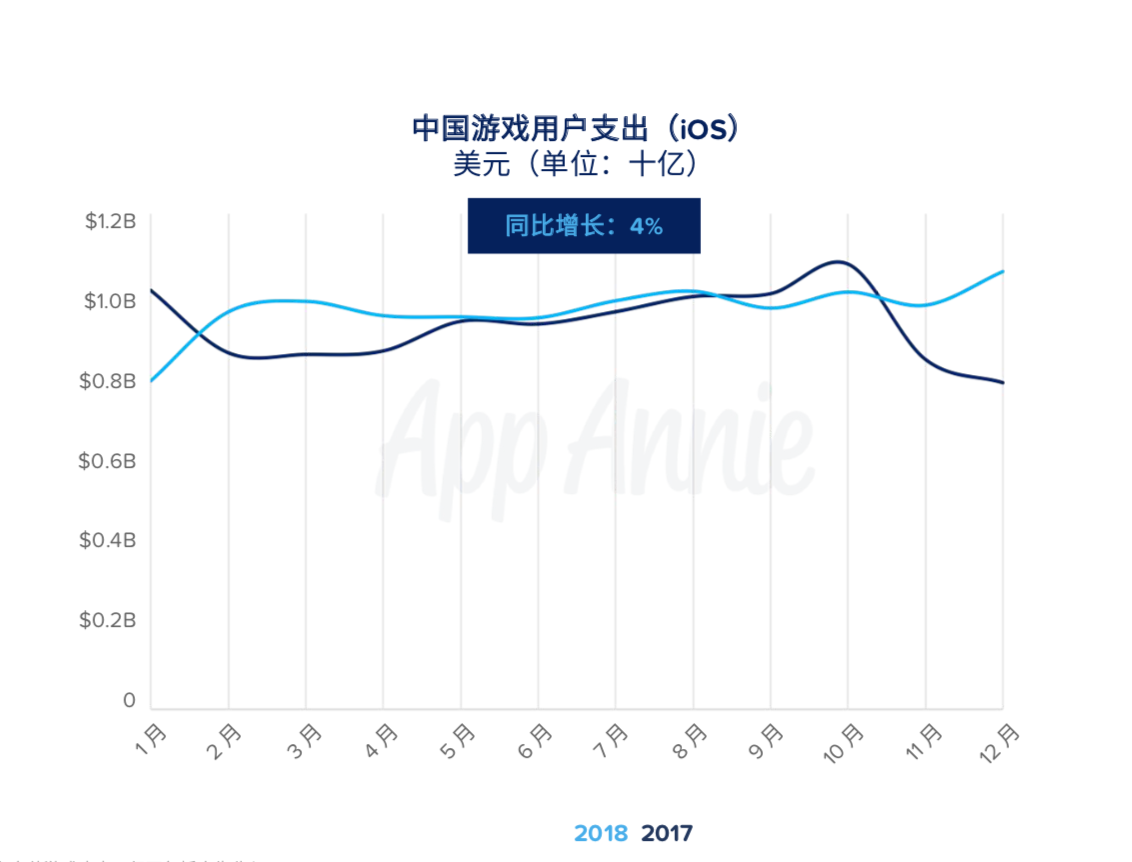 中国游戏用户支出（iOS）
美元（单位：十亿）
同比增长：4%
$1.2B
$1.0B
$0.8B
$0.6B
$0.4B
$0.2B
0
App Annie
1月 2月 3月 4月 5月 6月 7月 8月 9月 10月 11月 12月
2018 2017